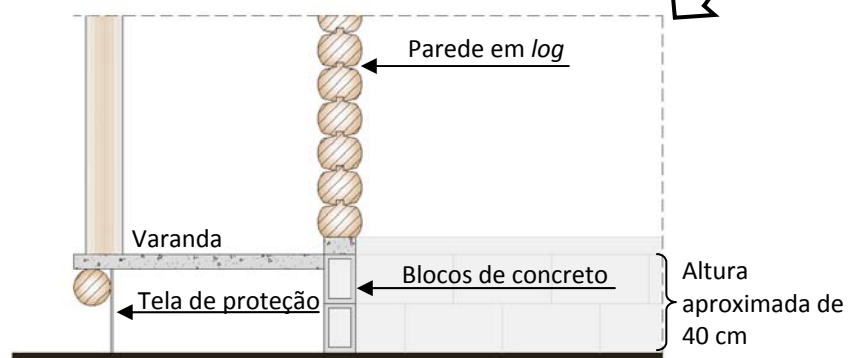 Parede em log
Varanda
Blocos de concreto
Tela de proteção
Altura
aproximada de
40 cm